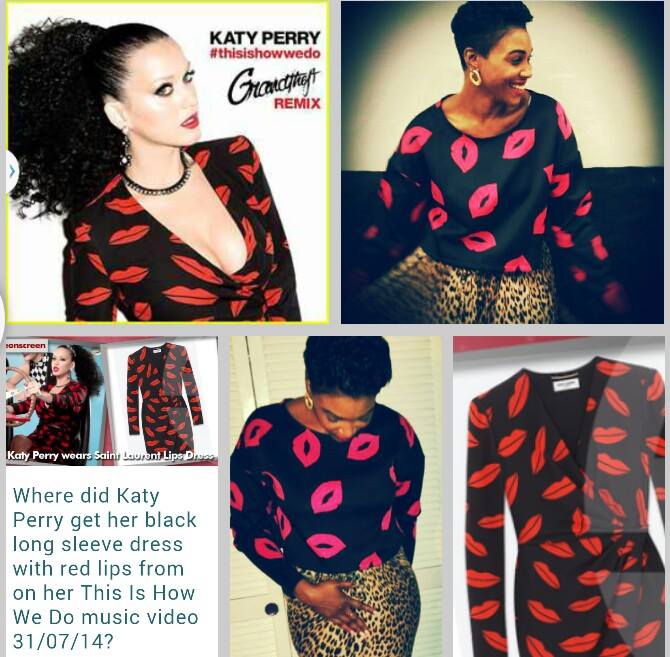 KATY PERRY
#thisishowwedo
Grandtheft
REMIX
eonscreen
Katy Perry wears Saint Laurent Lips Dress
Where did Katy
Perry get her black
long sleeve dress
with red lips from
on her This Is How
We Do music video
31/07/14?